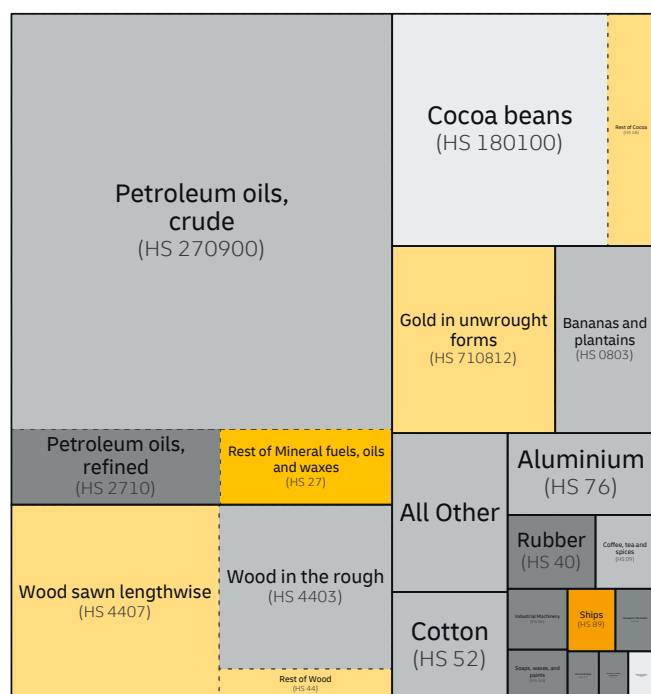 Petroleum oils,
crude
(HS 270900)
Cocoa beans
(HS 180100)
Rest of Cocoa
(HS 18)
Gold in unwrought
forms
(HS 710812)
Bananas and
plantains
(HS 0803)
Petroleum oils,
refined
(HS 2710)
Rest of Mineral fuels, oils
and waxes
(HS 27)
Wood sawn lengthwise
(HS 4407)
Wood in the rough
(HS 4403)
Rest of Wood
(HS 44)
All Other
Cotton
(HS 52)
Aluminium
(HS 76)
Rubber
(HS 40)
Coffee, tea and
spices
(HS 09)
Industrial Machinery
Ships
(HS 89)
Soaps, waxes, and
paints
(HS 34)